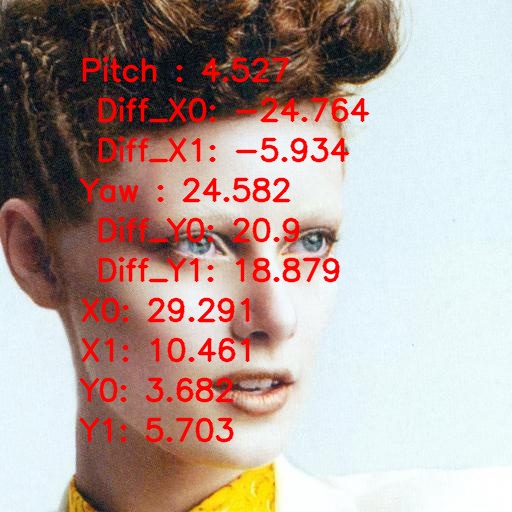 Pitch : 4.527
Diff_X0: -24.764
Diff_X1: -5.934
Yaw : 24.582
Diff_Y0: 20.9
Diff_Y1: 18.879
X0: 29.291
X1: 10.461
Y0: 3.682
Y1: 5.703